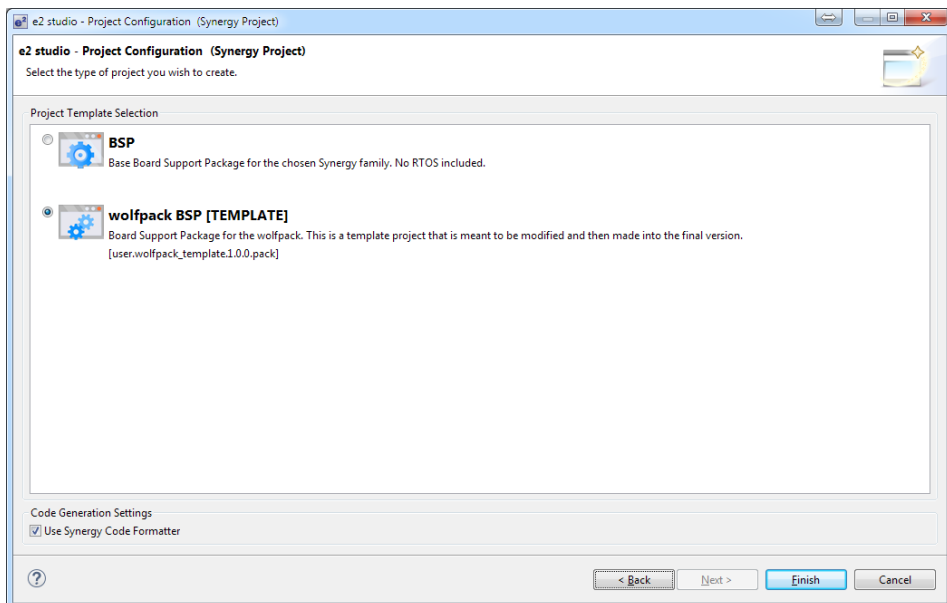 e2 studio - Project Configuration (Synergy Project)
e2 studio - Project Configuration (Synergy Project)
Select the type of project you wish to create.
Project Template Selection
BSP
Base Board Support Package for the chosen Synergy family. No RTOS included.
wolfpack BSP [TEMPLATE]
Board Support Package for the wolfpack. This is a template project that is meant to be modified and then made into the final version.
[user.wolfpack_template.1.0.0.pack]
Code Generation Settings
Use Synergy Code Formatter
< Back Next > Finish Cancel